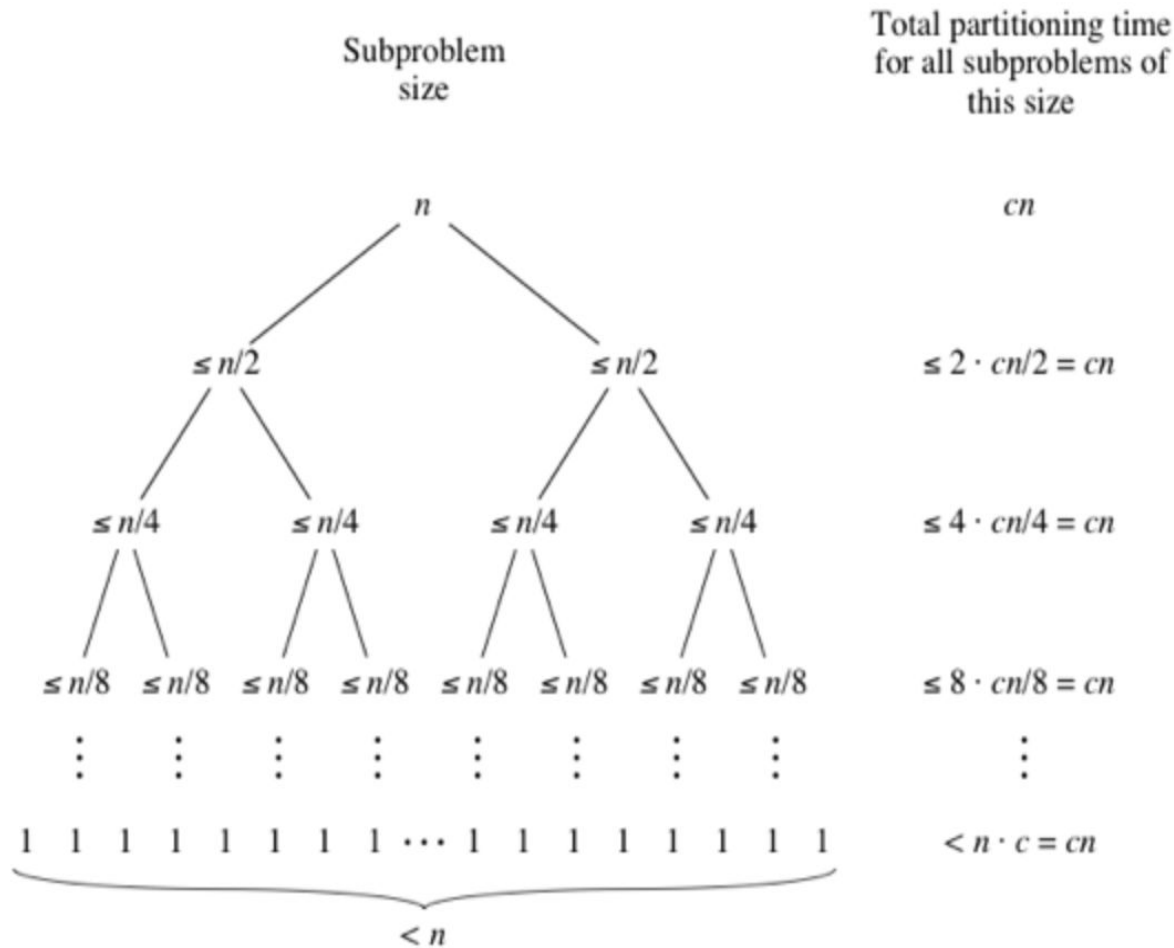 Subproblem
size
Total partitioning time
for all subproblems of
this size
n
cn
≤ n/2
≤ n/2
≤ 2 · cn/2 = cn
≤ n/4
≤ n/4
≤ n/4
≤ n/4
≤ 4 · cn/4 = cn
≤ n/8
≤ n/8
≤ n/8
≤ n/8
≤ n/8
≤ n/8
≤ n/8
≤ n/8
≤ 8 · cn/8 = cn
1 1 1 1 1 1 1 1 ··· 1 1 1 1 1 1 1 1
< n · c = cn
< n